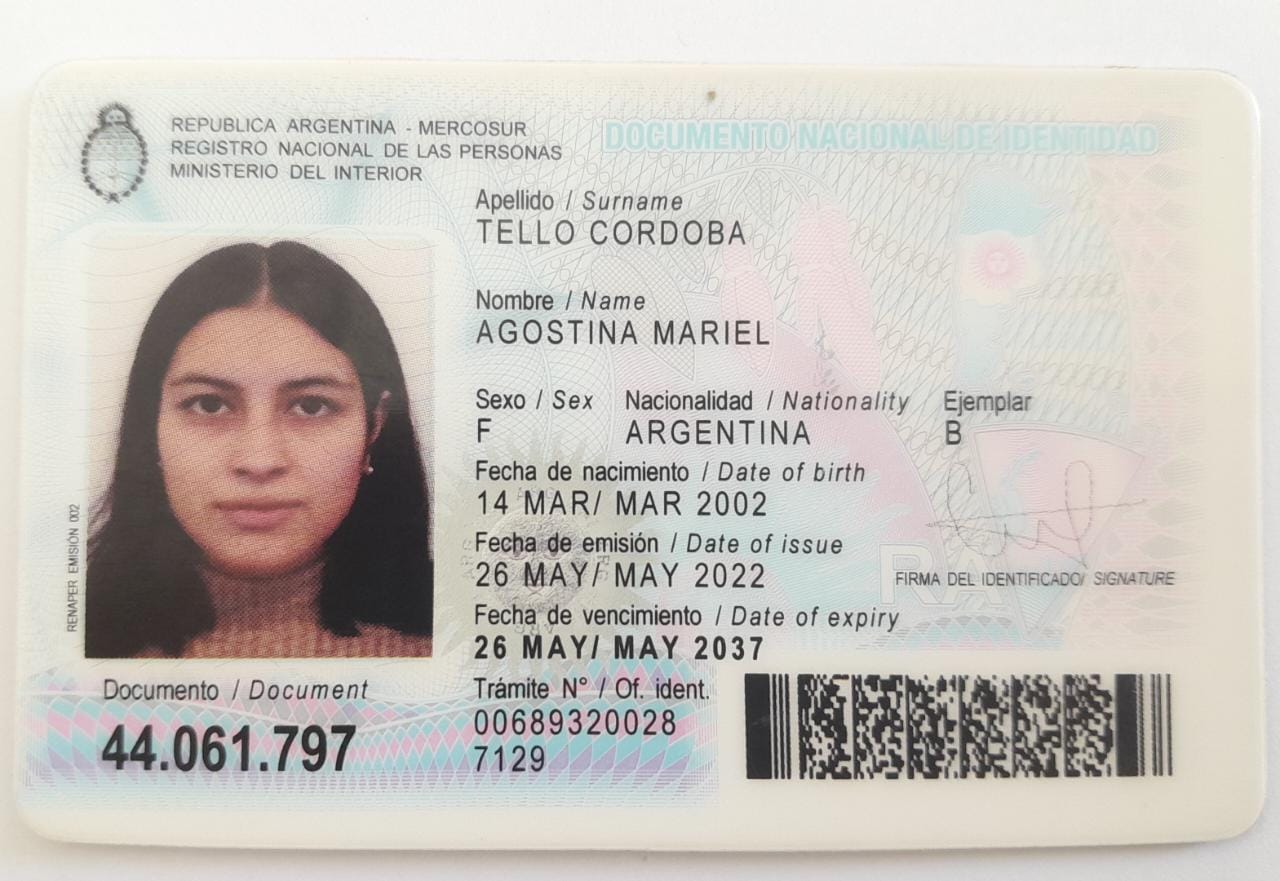 REPUBLICA ARGENTINA - MERCOSUR
REGISTRO NACIONAL DE LAS PERSONAS
MINISTERIO DEL INTERIOR
DOCUMENTO NACIONAL DE IDENTIDAD
Apellido / Surname
TELLO CORDOBA
Nombre / Name
AGOSTINA MARIEL
Sexo / Sex Nacionalidad / Nationality Ejemplar
F ARGENTINA B
Fecha de nacimiento / Date of birth
14 MAR/ MAR 2002
Fecha de emisión / Date of issue
26 MAY/ MAY 2022
FIRMA DEL IDENTIFICADO/ SIGNATURE
Fecha de vencimiento / Date of expiry
26 MAY/ MAY 2037
RENAPER EMISIÓN 002
Documento / Document
44.061.797
Trámite N° / Of. ident.
00689320028
7129
RA